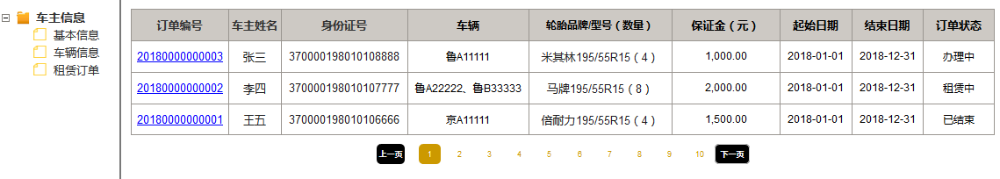 车主信息
基本信息
车辆信息
租赁订单
订单编号 车主姓名 身份证号 车辆 轮胎品牌/型号（数量） 保证金（元） 起始日期 结束日期 订单状态
20180000000003 张三 370000198010108888 鲁A11111 米其林195/55R15（4） 1,000.00 2018-01-01 2018-12-31 办理中
20180000000002 李四 370000198010107777 鲁A22222、鲁B33333 马牌195/55R15（8） 2,000.00 2018-01-01 2018-12-31 租赁中
20180000000001 王五 370000198010106666 京A11111 倍耐力195/55R15（4） 1,500.00 2018-01-01 2018-12-31 已结束
上一页 1 2 3 4 5 6 7 8 9 10 下一页